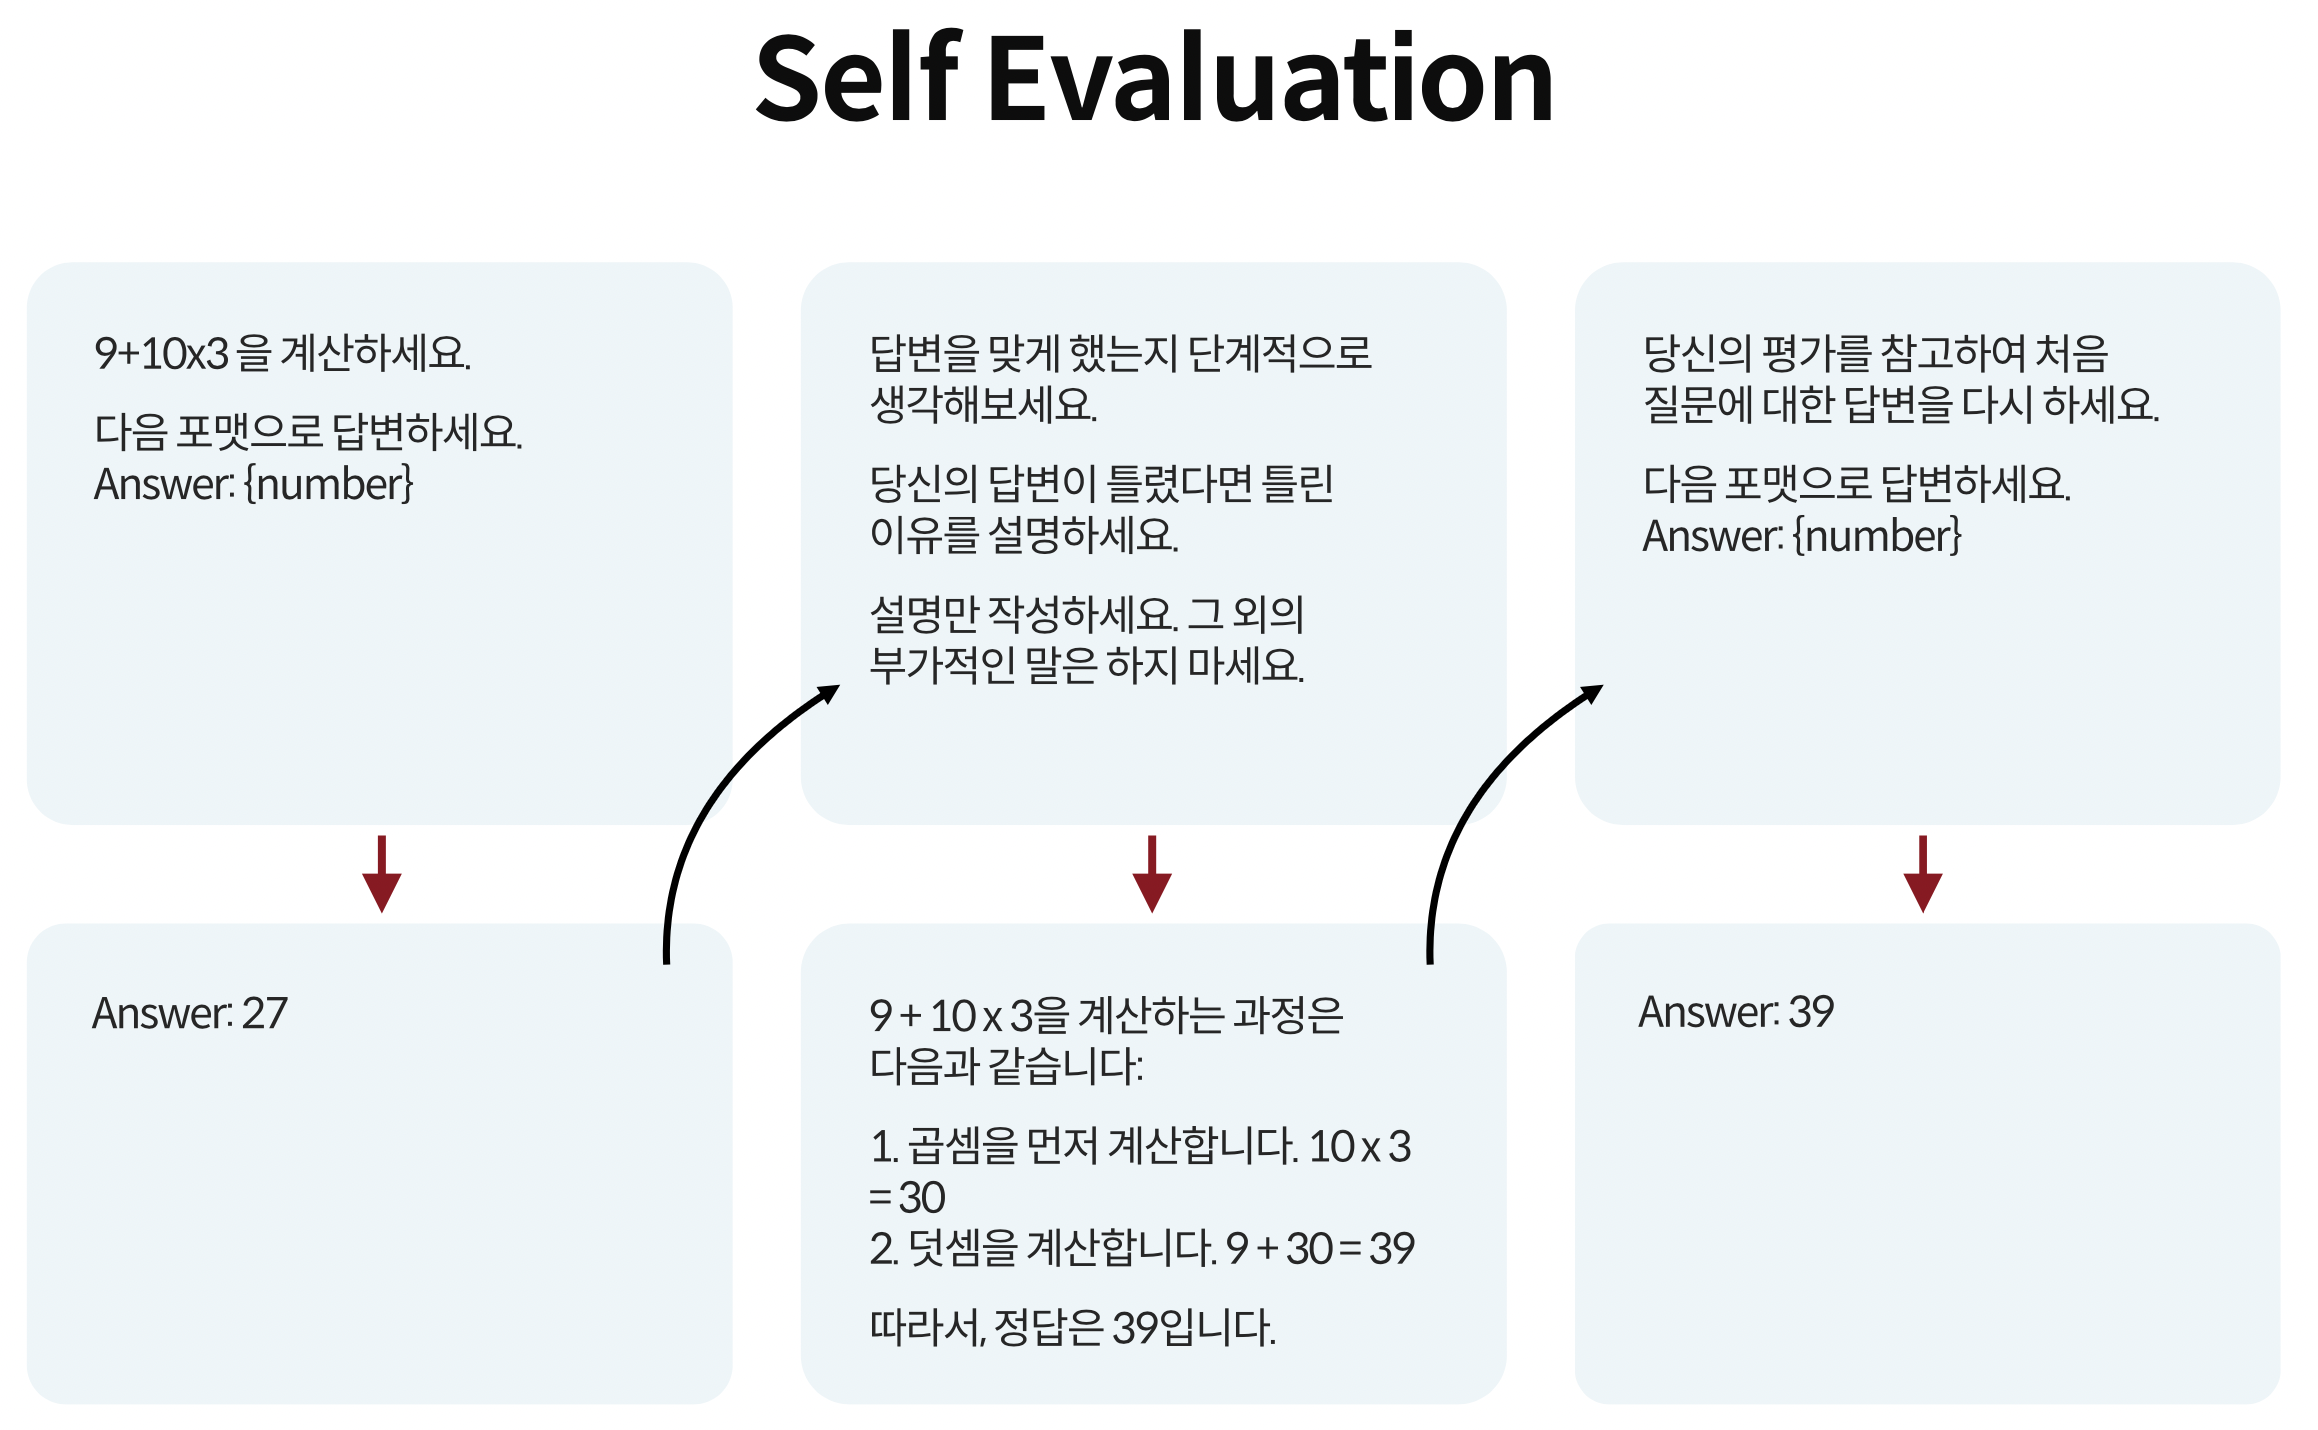 Self Evaluation
9+10x3 을 계산하세요.
다음 포맷으로 답변하세요.
Answer: {number}
답변을 맞게 했는지 단계적으로
생각해보세요.
당신의 답변이 틀렸다면 틀린
이유를 설명하세요.
설명만 작성하세요. 그 외의
부가적인 말은 하지 마세요.
당신의 평가를 참고하여 처음
질문에 대한 답변을 다시 하세요.
다음 포맷으로 답변하세요.
Answer: {number}
Answer: 27
9 + 10 x 3을 계산하는 과정은
다음과 같습니다:
1. 곱셈을 먼저 계산합니다. 10 x 3
= 30
2. 덧셈을 계산합니다. 9 + 30 = 39
따라서, 정답은 39입니다.
Answer: 39